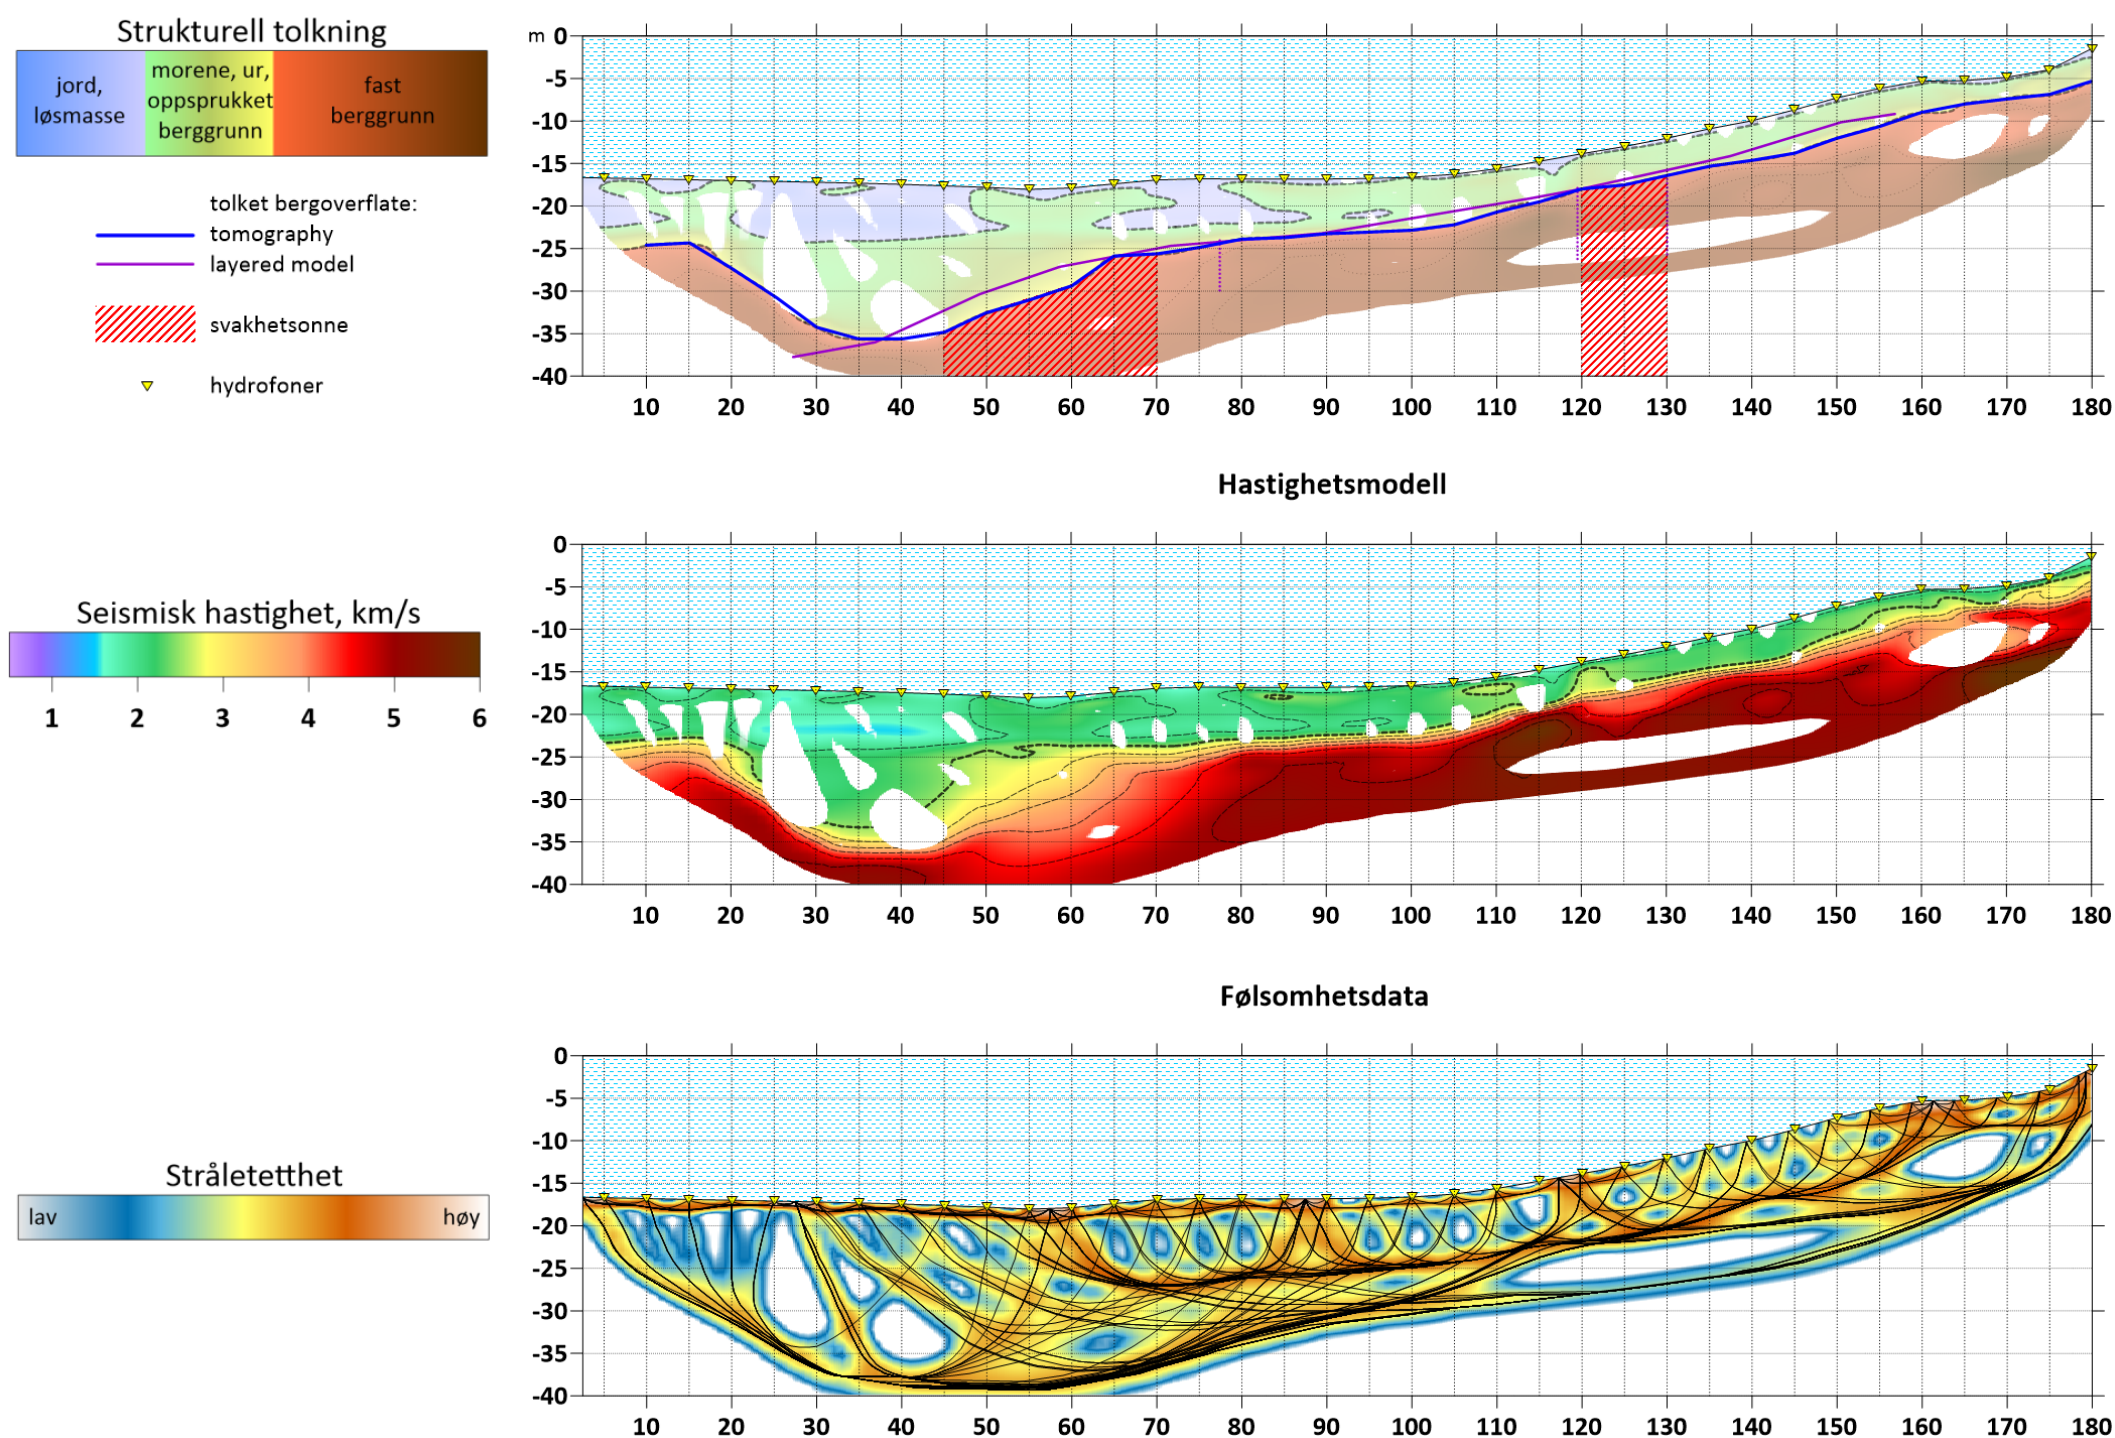 Strukturell tolkning
jord,
løsmasse
morene, ur,
oppsprukket
berggrunn
fast
berggrunn
tolket bergoverflate:
tomography
layered model
svakhetsonne
hydrofoner
m 0
-5
-10
-15
-20
-25
-30
-35
-40
10 20 30 40 50 60 70 80 90 100 110 120 130 140 150 160 170 180
Hastighetsmodell
Seismisk hastighet, km/s
1 2 3 4 5 6
0
-5
-10
-15
-20
-25
-30
-35
-40
10 20 30 40 50 60 70 80 90 100 110 120 130 140 150 160 170 180
Følsomhetsdata
Stråletetthet
lav høy
0
-5
-10
-15
-20
-25
-30
-35
-40
10 20 30 40 50 60 70 80 90 100 110 120 130 140 150 160 170 180